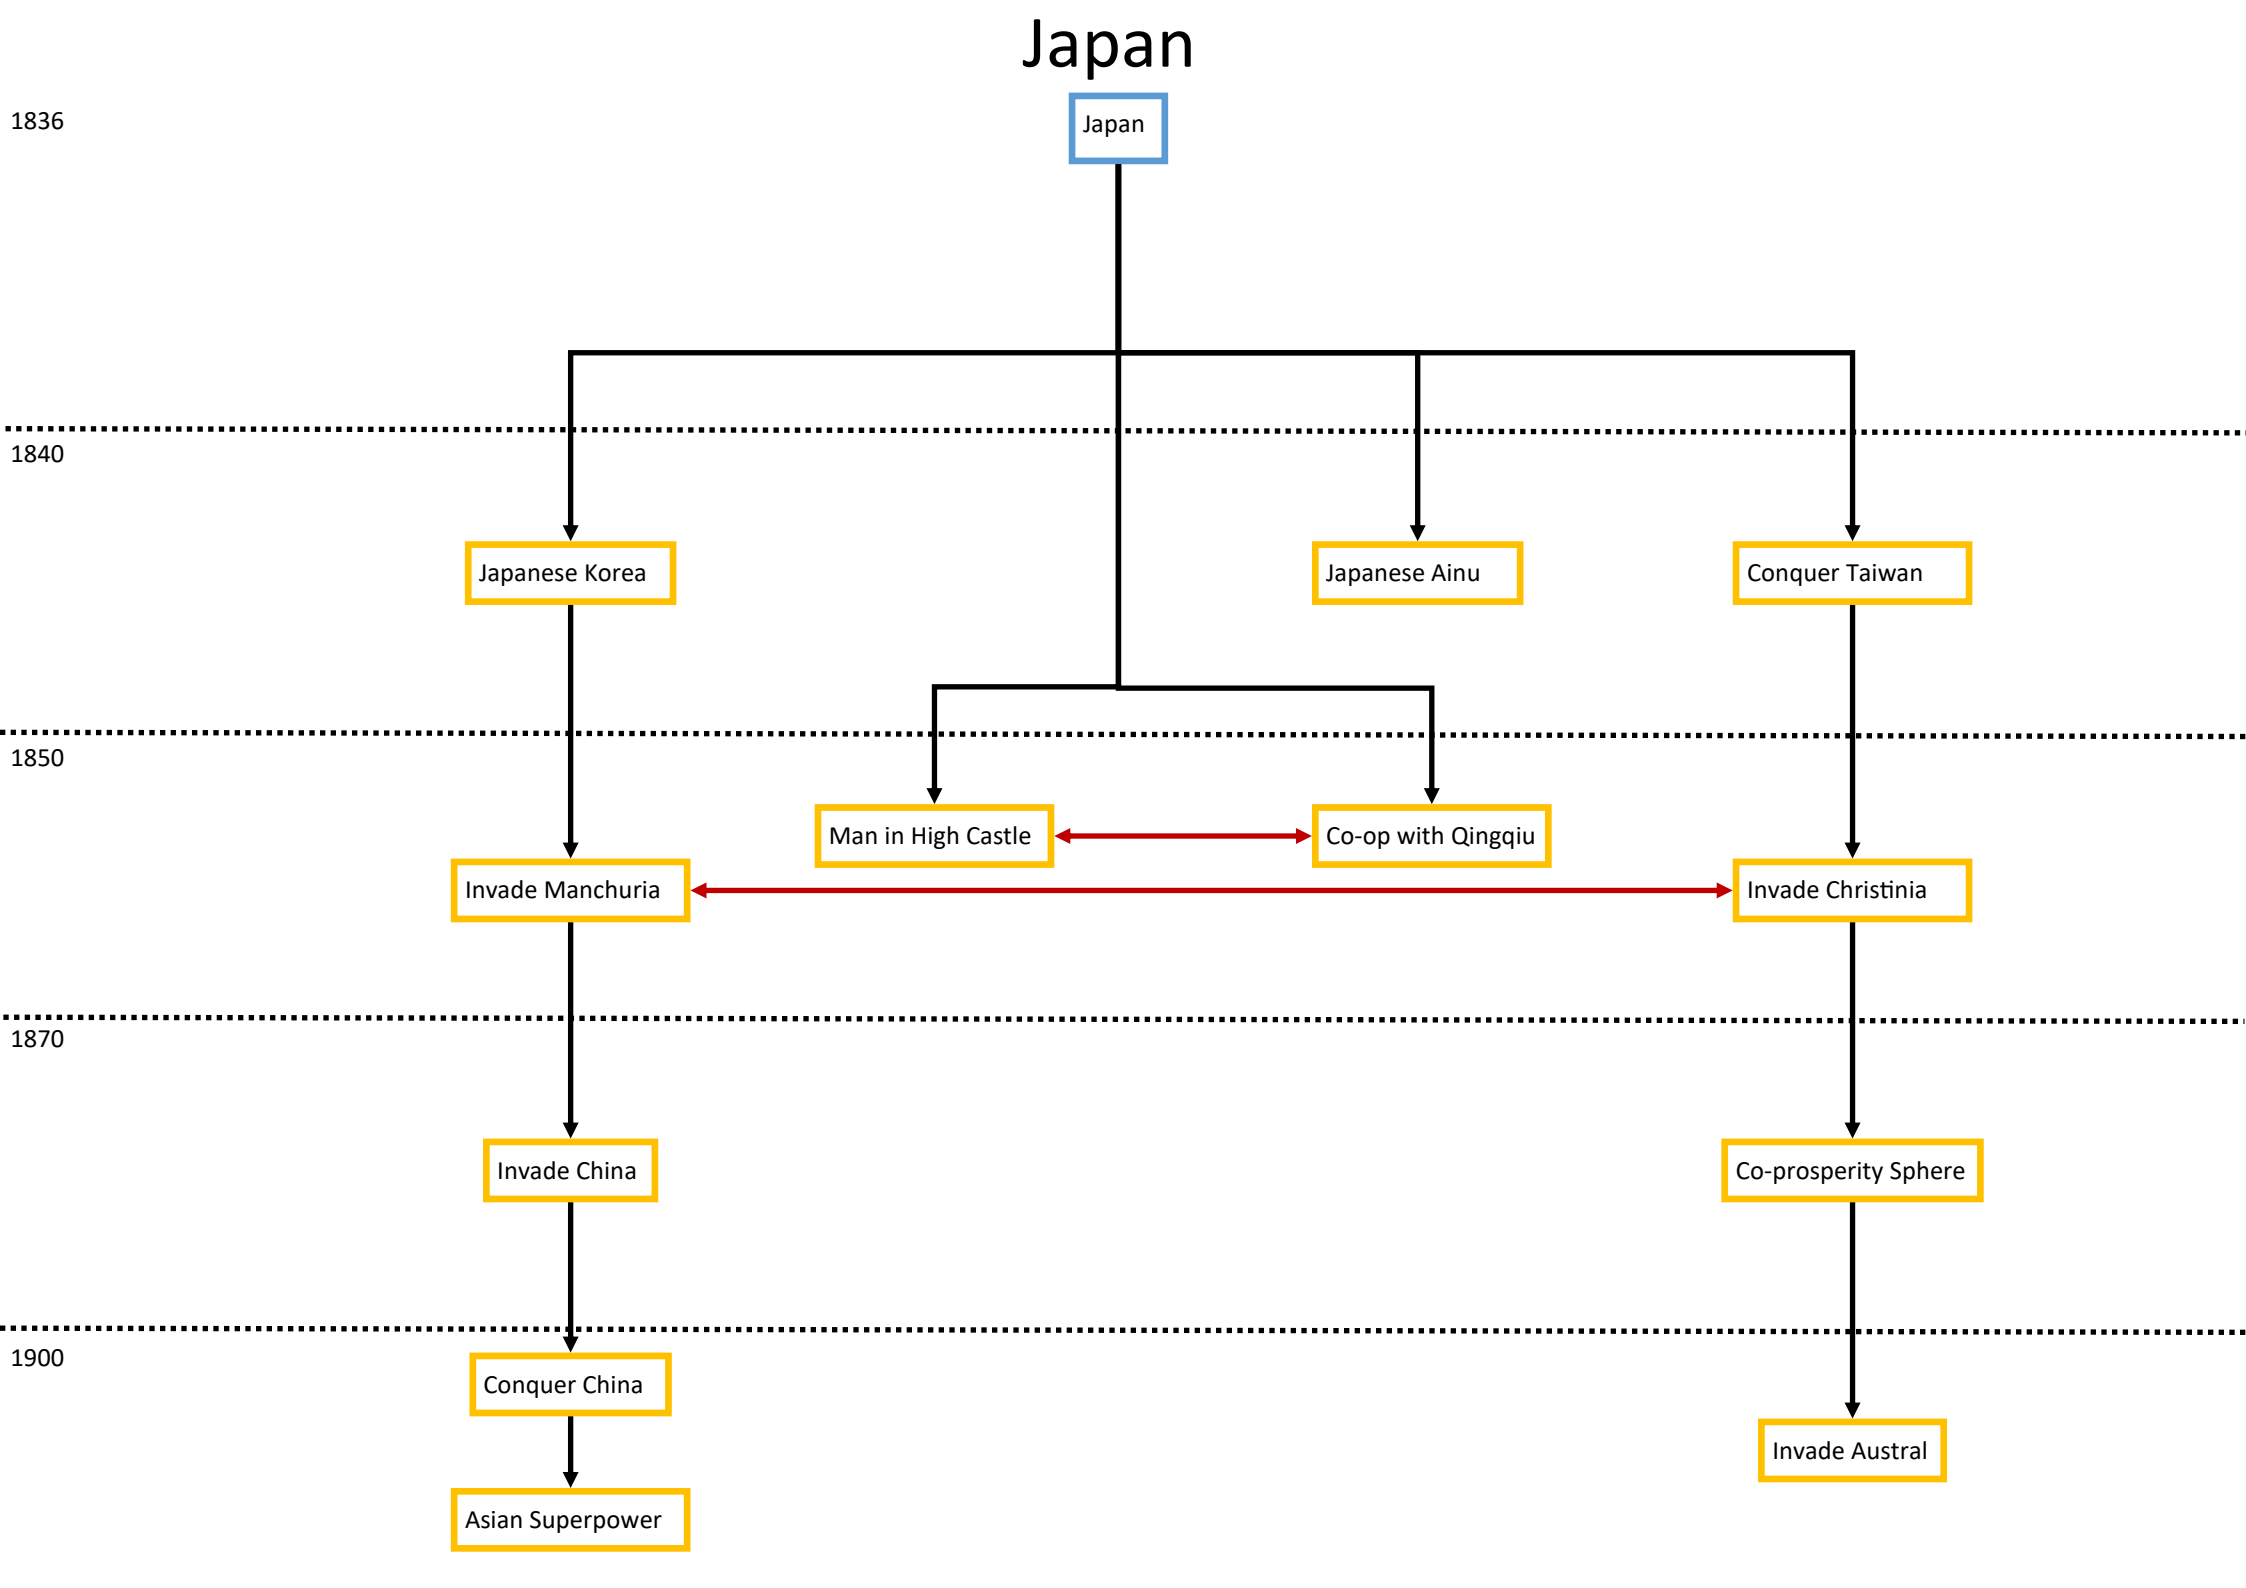 Japan
1836
Japan
1840
Japanese Korea
Japanese Ainu
Conquer Taiwan
1850
Man in High Castle
Co-op with Qingqiu
Invade Manchuria
Invade Christinia
1870
Invade China
Co-prosperity Sphere
1900
Conquer China
Invade Austral
Asian Superpower